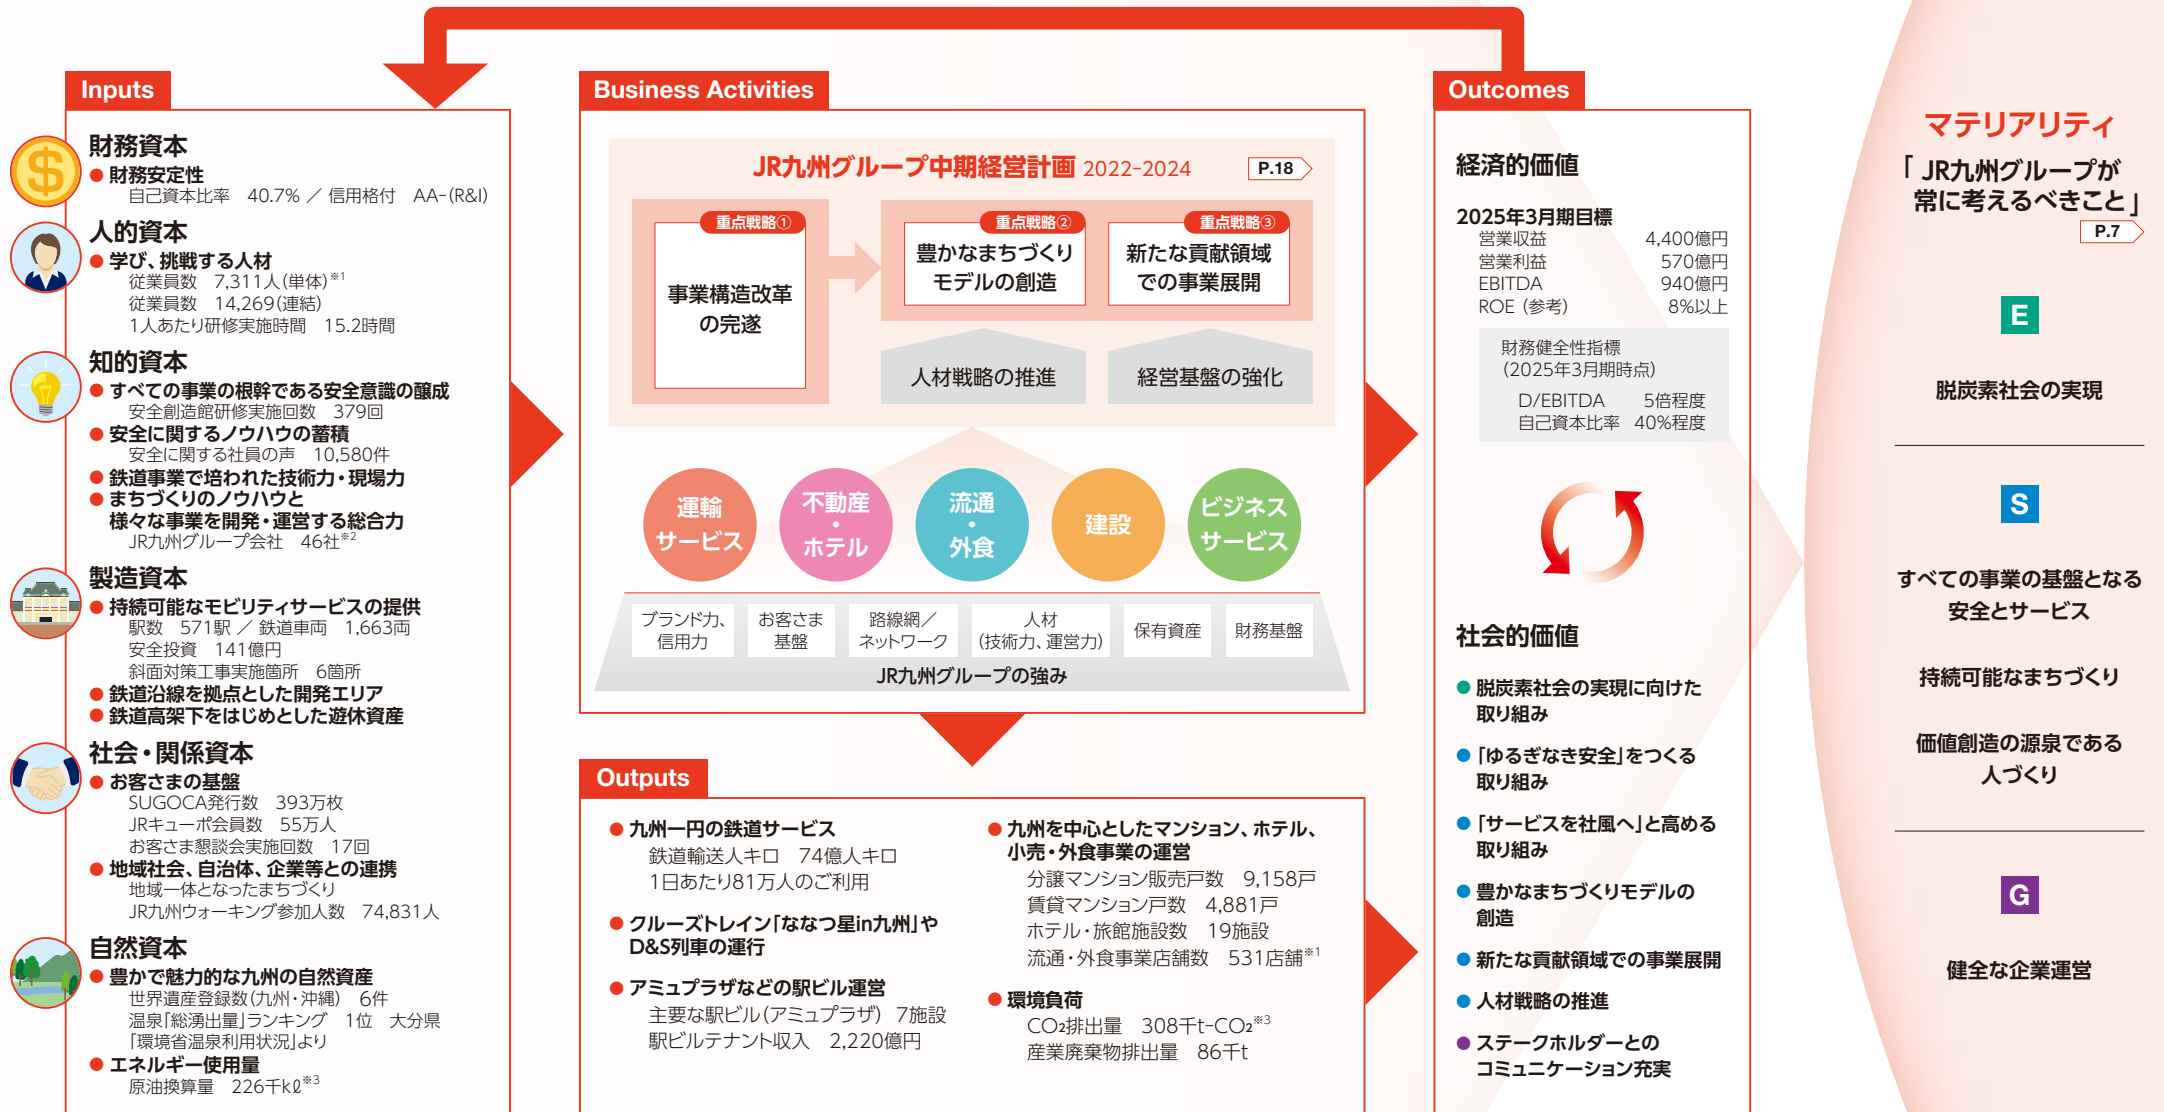 Inputs
財務資本
● 財務安定性
自己資本比率　40.7% ／ 信用格付　AA-(R&I)
人的資本
● 学び、挑戦する人材
従業員数　7,311人(単体)※1
従業員数　14,269(連結)
1人あたり研修実施時間　15.2時間
知的資本
● すべての事業の根幹である安全意識の醸成
安全創造館研修実施回数　379回
● 安全に関するノウハウの蓄積
安全に関する社員の声　10,580件
● 鉄道事業で培われた技術力・現場力
● まちづくりのノウハウと
様々な事業を開発・運営する総合力
JR九州グループ会社　46社※2
製造資本
● 持続可能なモビリティサービスの提供
駅数　571駅 ／ 鉄道車両　1,663両
安全投資　141億円
斜面対策工事実施箇所　6箇所
● 鉄道沿線を拠点とした開発エリア
● 鉄道高架下をはじめとした遊休資産
社会・関係資本
● お客さまの基盤
SUGOCA発行数　393万枚
JRキューポ会員数　55万人
お客さま懇談会実施回数　17回
● 地域社会、自治体、企業等との連携
地域一体となったまちづくり
JR九州ウォーキング参加人数　74,831人
自然資本
● 豊かで魅力的な九州の自然資産
世界遺産登録数(九州・沖縄)　6件
温泉「総湧出量」ランキング　1位　大分県
「環境省温泉利用状況」より
● エネルギー使用量
原油換算量　226千kℓ※3
Business Activities
JR九州グループ中期経営計画 2022-2024
P.18
重点戦略①
事業構造改革
の完遂
重点戦略②
豊かなまちづくり
モデルの創造
重点戦略③
新たな貢献領域
での事業展開
人材戦略の推進
経営基盤の強化
運輸
サービス
不動産
・
ホテル
流通
・
外食
建設
ビジネス
サービス
ブランド力、
信用力
お客さま
基盤
路線網／
ネットワーク
人材
(技術力、運営力)
保有資産
財務基盤
JR九州グループの強み
Outputs
● 九州一円の鉄道サービス
鉄道輸送人キロ　74億人キロ
1日あたり81万人のご利用
● クルーズトレイン「ななつ星in九州」や
D&S列車の運行
● アミュプラザなどの駅ビル運営
主要な駅ビル(アミュプラザ)　7施設
駅ビルテナント収入　2,220億円
● 九州を中心としたマンション、ホテル、
小売・外食事業の運営
分譲マンション販売戸数　9,158戸
賃貸マンション戸数　4,881戸
ホテル・旅館施設数　19施設
流通・外食事業店舗数　531店舗※1
● 環境負荷
CO₂排出量　308千t-CO₂※3
産業廃棄物排出量　86千t
Outcomes
経済的価値
2025年3月期目標
営業収益　4,400億円
営業利益　570億円
EBITDA　940億円
ROE (参考)　8%以上
財務健全性指標
(2025年3月期時点)
D/EBITDA　5倍程度
自己資本比率　40%程度
社会的価値
● 脱炭素社会の実現に向けた
取り組み
● 「ゆるぎなき安全」をつくる
取り組み
● 「サービスを社風へ」と高める
取り組み
● 豊かなまちづくりモデルの
創造
● 新たな貢献領域での事業展開
● 人材戦略の推進
● ステークホルダーとの
コミュニケーション充実
マテリアリティ
「JR九州グループが
常に考えるべきこと」
P.7
E
脱炭素社会の実現
S
すべての事業の基盤となる
安全とサービス
持続可能なまちづくり
価値創造の源泉である
人づくり
G
健全な企業運営